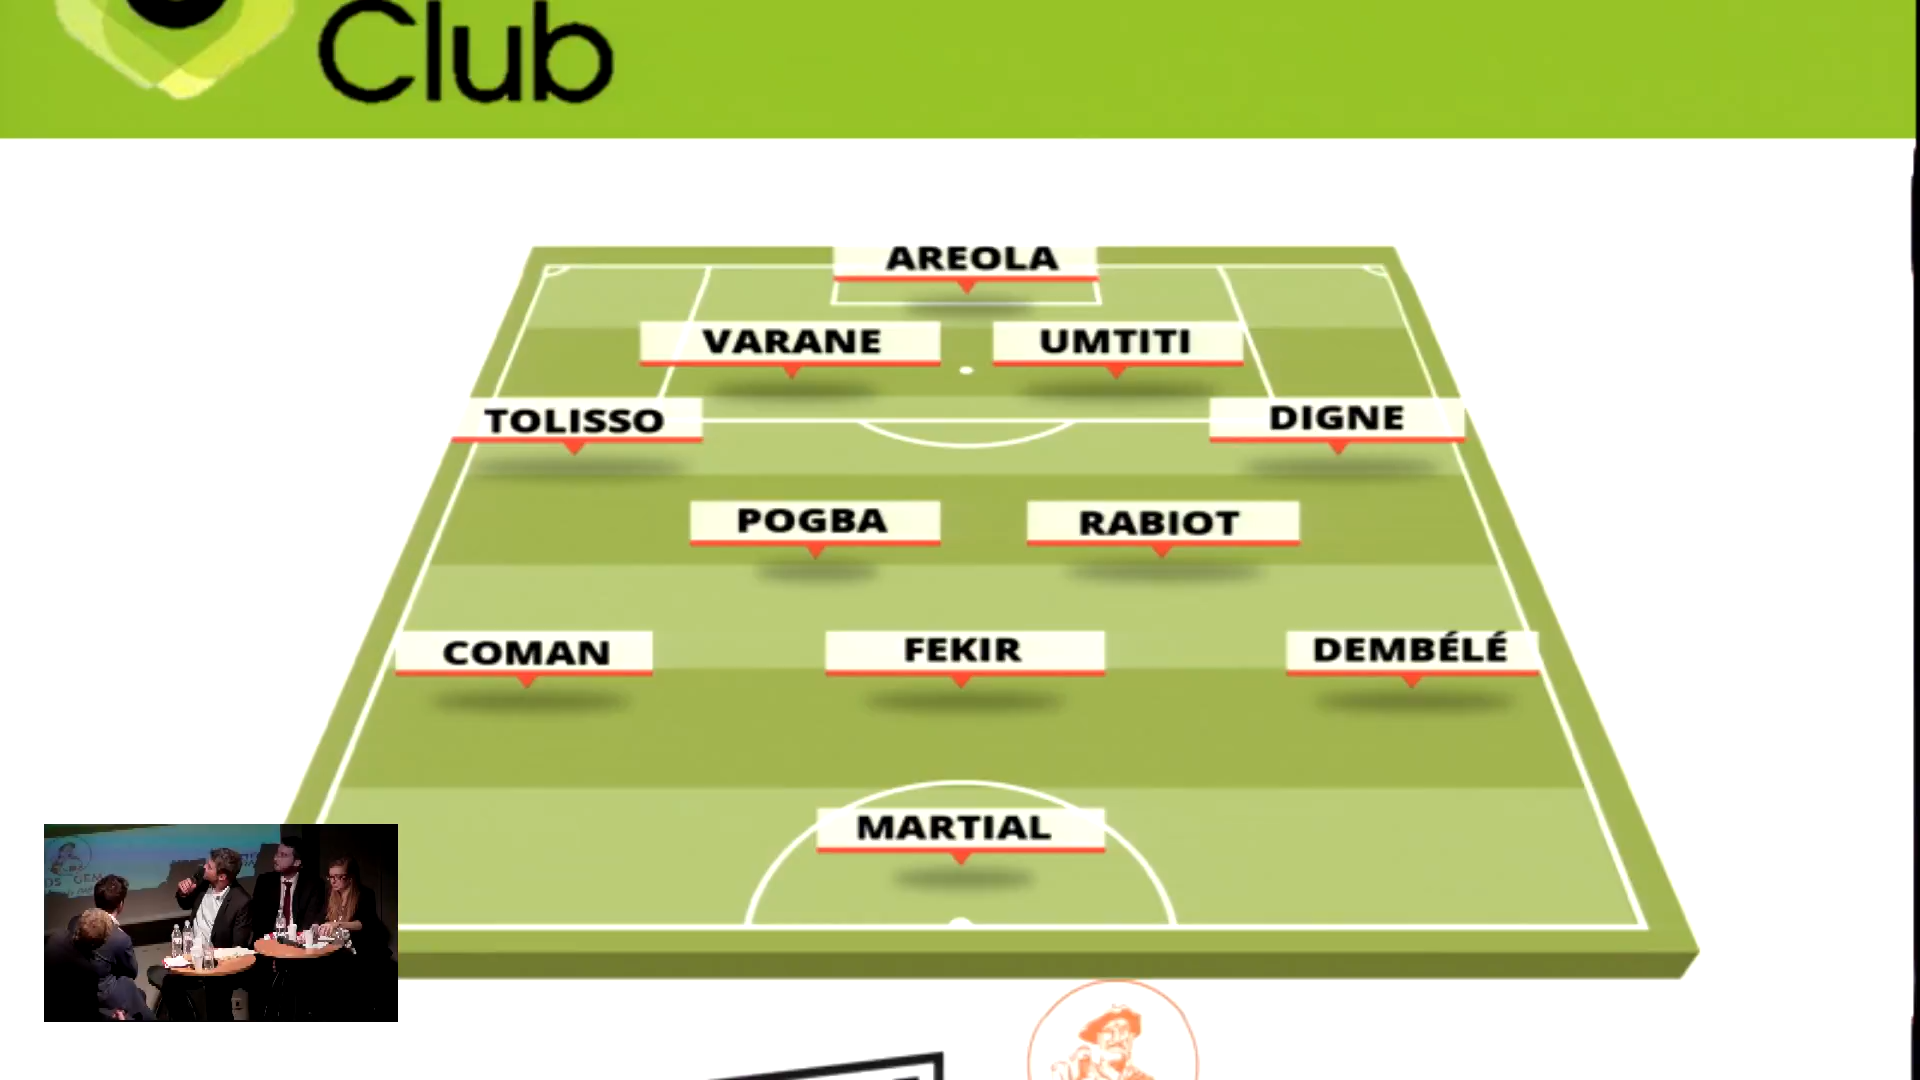 Club
AREOLA
VARANE UMTITI
TOLISSO DIGNE
POGBA RABIOT
COMAN FEKIR DEMBÉLÉ
MARTIAL